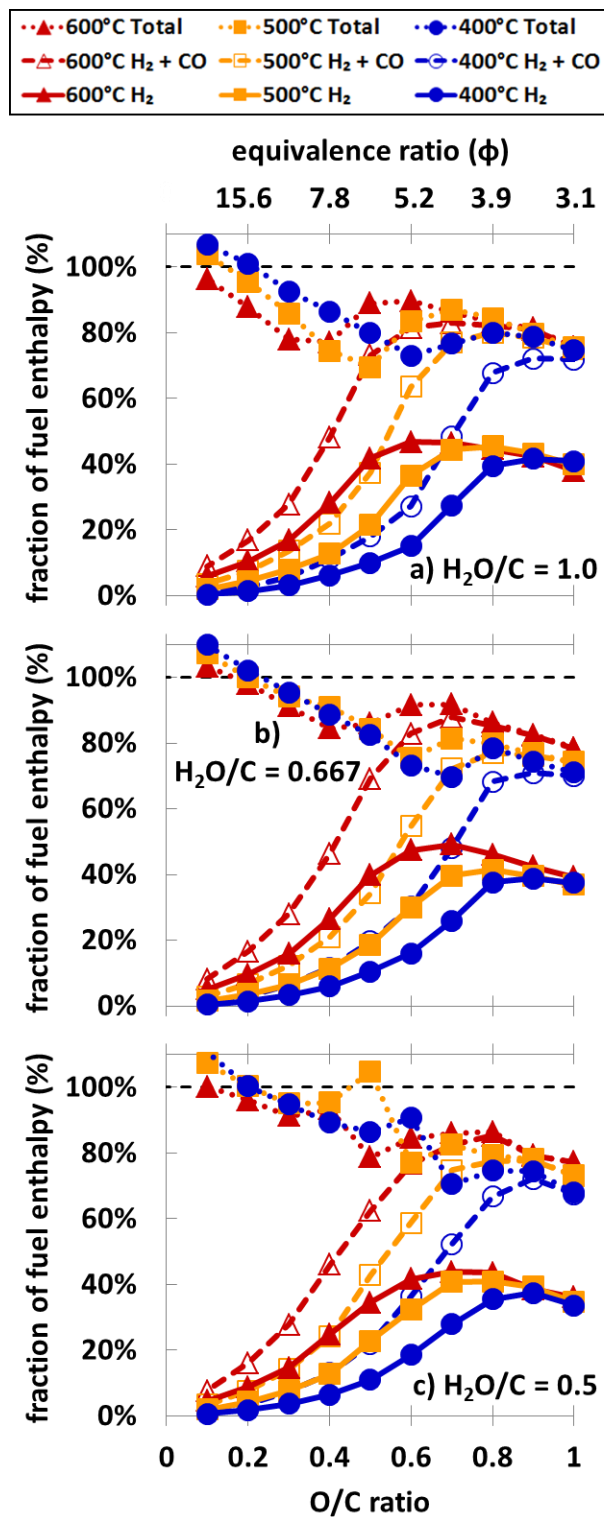 600°C Total 500°C Total 400°C Total
600°C H₂ + CO 500°C H₂ + CO 400°C H₂ + CO
600°C H₂ 500°C H₂ 400°C H₂
equivalence ratio (ϕ)
15.6 7.8 5.2 3.9 3.1
fraction of fuel enthalpy (%)
100%
80%
60%
40%
20%
0%
a) H₂O/C = 1.0
fraction of fuel enthalpy (%)
100%
80%
60%
40%
20%
0%
b)
H₂O/C = 0.667
fraction of fuel enthalpy (%)
100%
80%
60%
40%
20%
0%
c) H₂O/C = 0.5
0 0.2 0.4 0.6 0.8 1
O/C ratio